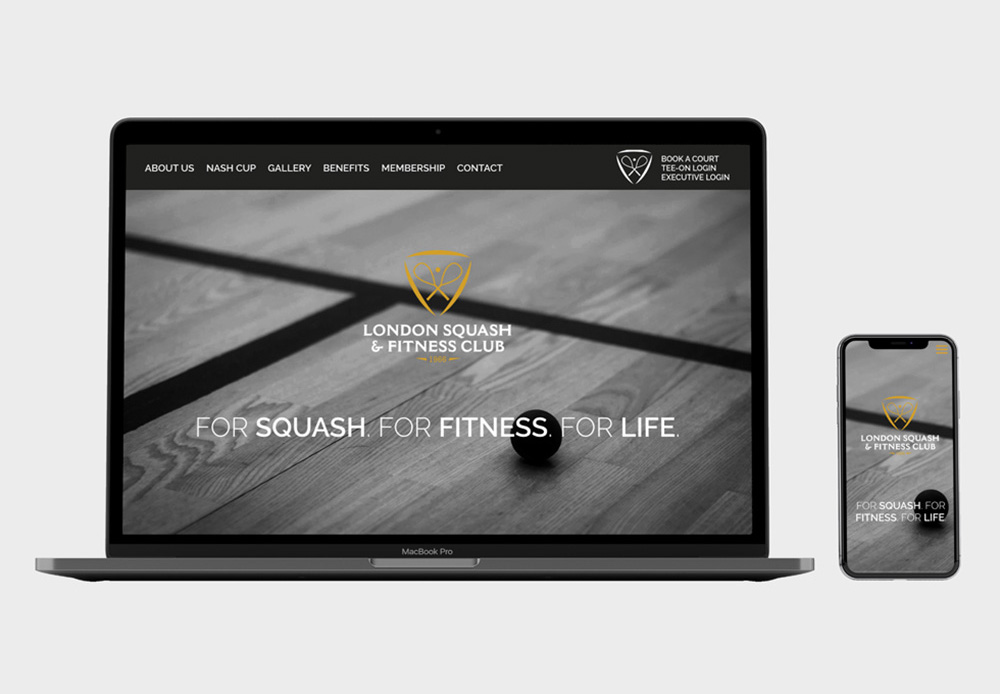 ABOUT US NASH CUP GALLERY BENEFITS MEMBERSHIP CONTACT
BOOK A COURT
TEE-ON LOGIN
EXECUTIVE LOGIN
LONDON SQUASH
& FITNESS CLUB
FOR SQUASH. FOR FITNESS. FOR LIFE.
MacBook Pro
LONDON SQUASH
& FITNESS CLUB
FOR SQUASH. FOR
FITNESS. FOR LIFE.